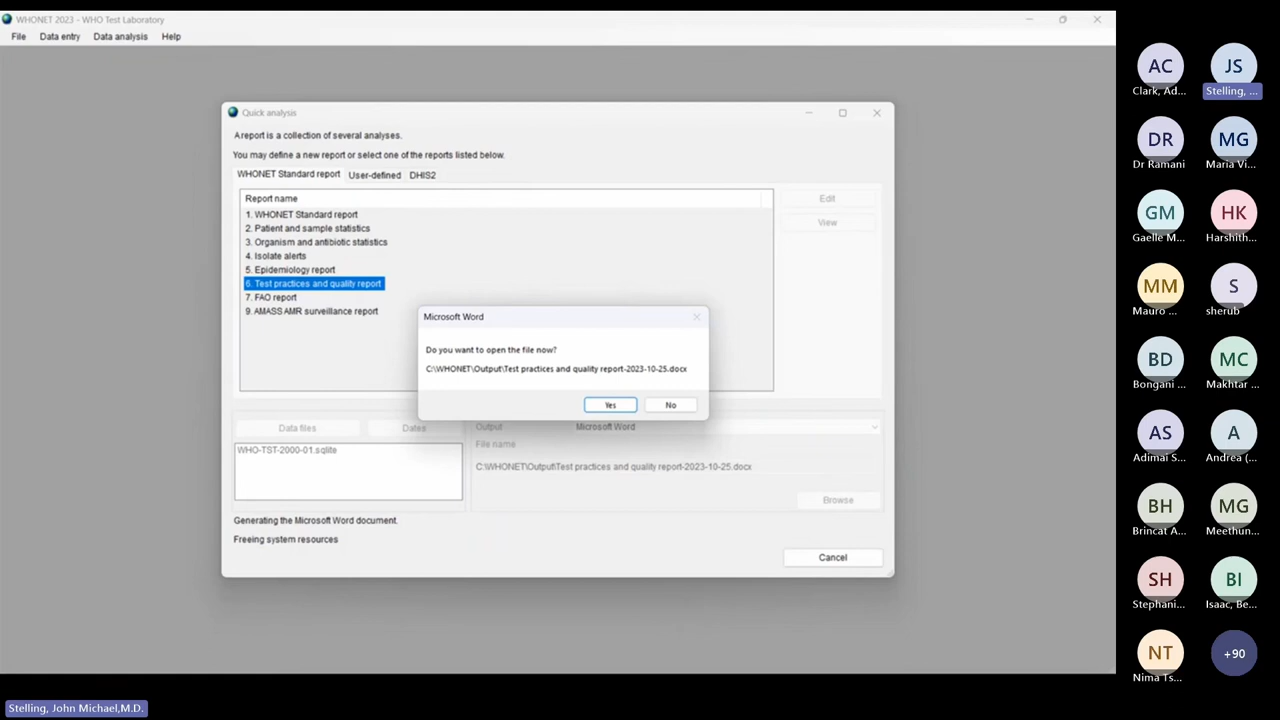 WHONET 2023 - WHO Test Laboratory
File Data entry Data analysis Help
Quick analysis
A report is a collection of several analyses.
You may define a new report or select one of the reports listed below.
WHONET Standard report User-defined DHIS2
Report name
1. WHONET Standard report
2. Patient and sample statistics
3. Organism and antibiotic statistics
4. Isolate alerts
5. Epidemiology report
6. Test practices and quality report
7. FAO report
9. AMASS AMR surveillance report
Edit
View
Microsoft Word
Do you want to open the file now?
C:\WHONET\Output\Test practices and quality report-2023-10-25.docx
Yes No
Data files Dates
WHO-TST-2000-01.sqlite
Output Microsoft Word
File name
C:\WHONET\Output\Test practices and quality report-2023-10-25.docx
Browse
Generating the Microsoft Word document.
Freeing system resources
Cancel
AC JS
Clark, Ad... Stelling, ...
DR MG
Dr Ramani Maria Vi...
GM HK
Gaelle M... Harshith...
MM S
Mauro ... sherub
BD MC
Bongani ... Makhtar ...
AS A
Adimai S... Andrea (...
BH MG
Brincat A... Meethun...
SH BI
Stephani... Isaac, Be...
NT +90
Nima Ts...
Stelling, John Michael,M.D.